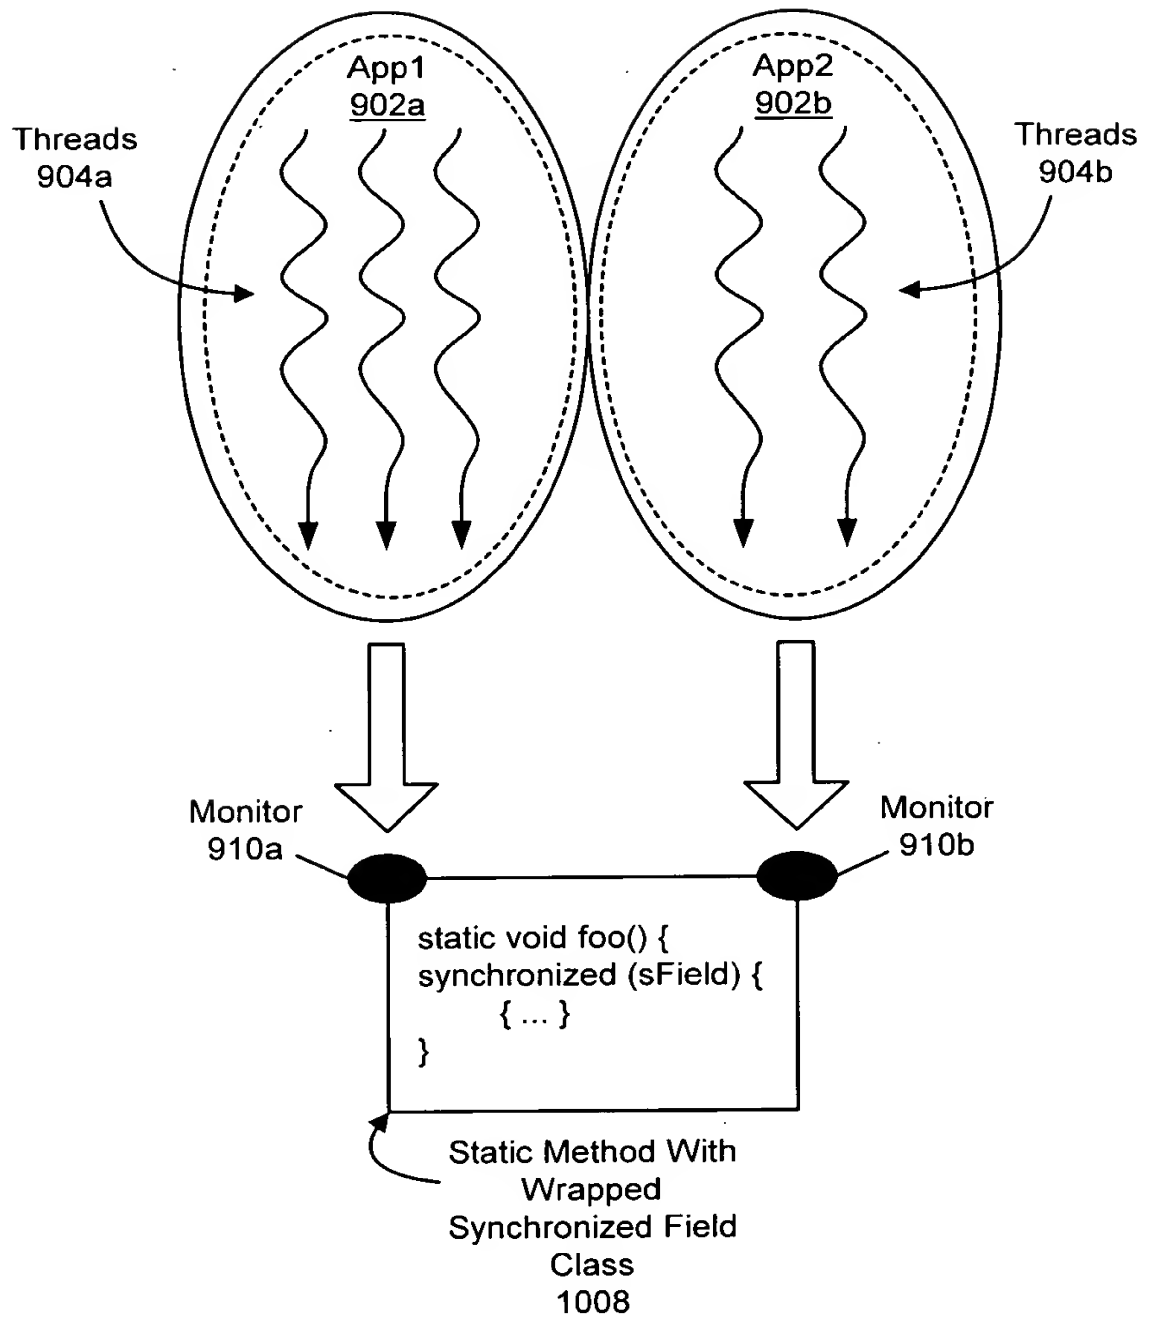 App1
902a
App2
902b
Threads
904a
Threads
904b
Monitor
910a
Monitor
910b
static void foo() {
synchronized (sField) {
{ ... }
}
Static Method With
Wrapped
Synchronized Field
Class
1008